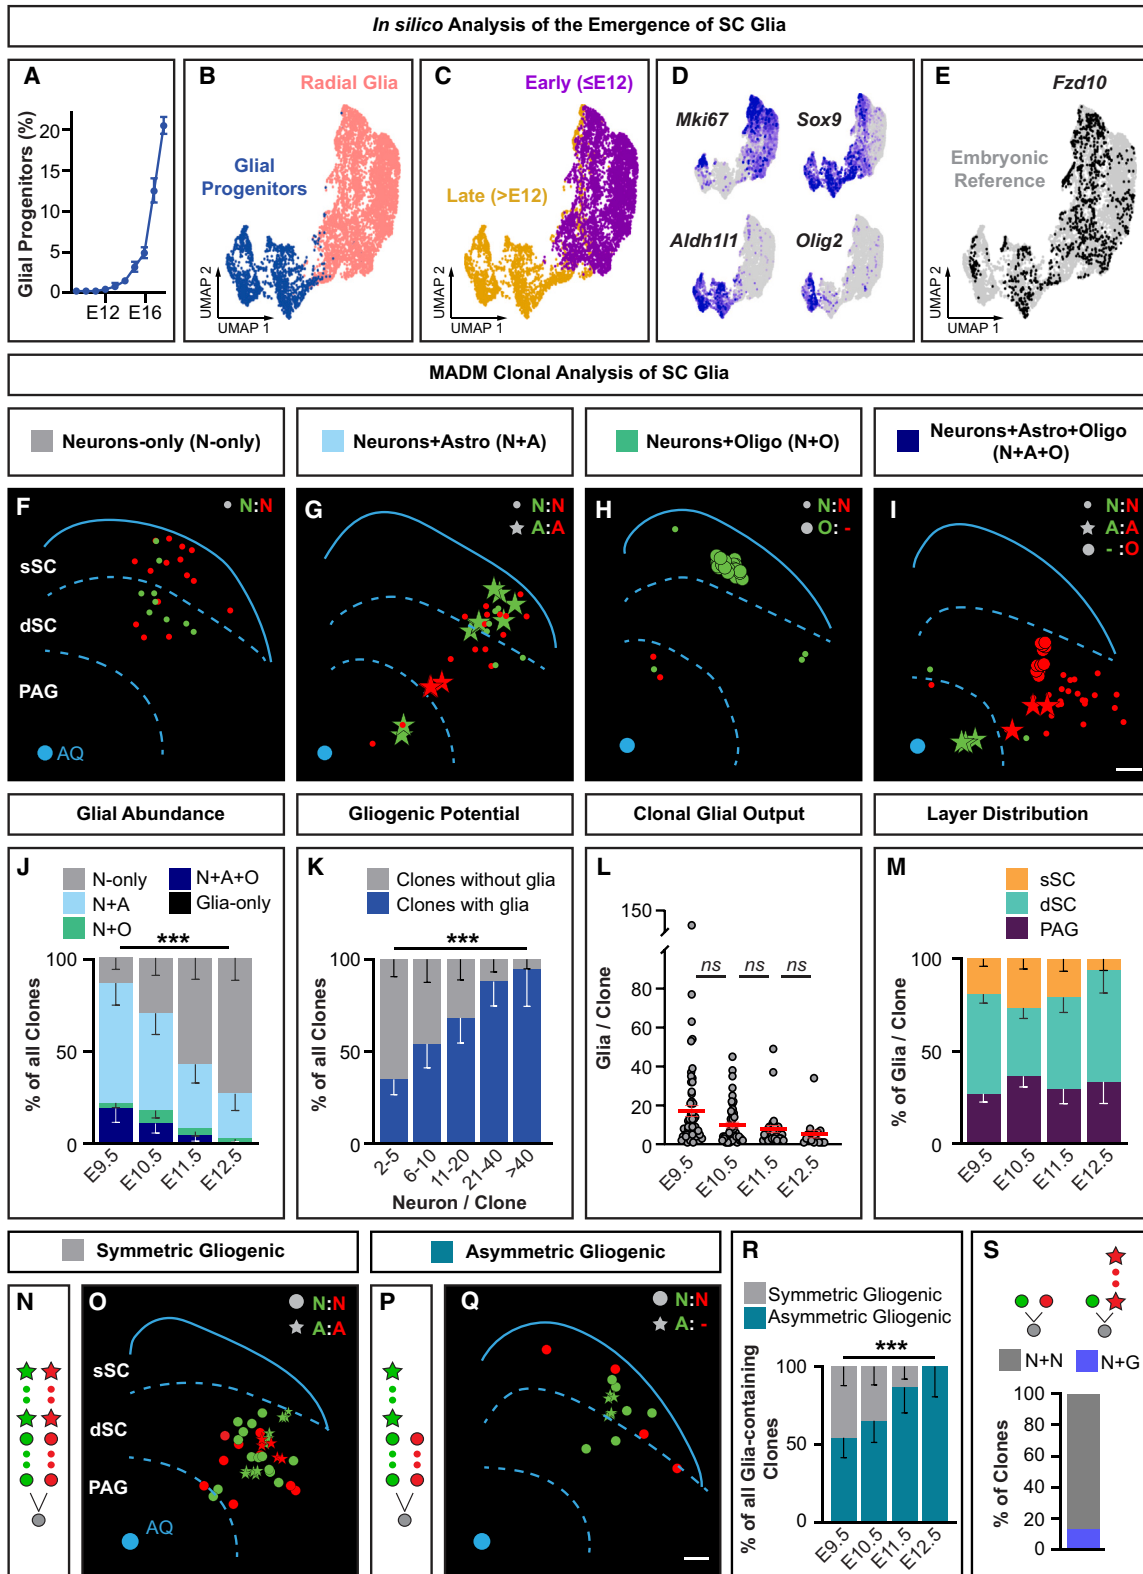 In silico Analysis of the Emergence of SC Glia
A
Glial Progenitors (%)
20
15
10
5
0
E12 E16
B
Radial Glia
Glial
Progenitors
UMAP 2
UMAP 1
C
Early (≤E12)
Late (>E12)
UMAP 2
UMAP 1
D
Mki67 Sox9
Aldh1l1 Olig2
E
Fzd10
Embryonic
Reference
UMAP 2
UMAP 1
MADM Clonal Analysis of SC Glia
Neurons-only (N-only)
Neurons+Astro (N+A)
Neurons+Oligo (N+O)
Neurons+Astro+Oligo
(N+A+O)
F
N:N
sSC
dSC
PAG
AQ
G
N:N
A:A
H
N:N
O: -
I
N:N
A:A
- :O
Glial Abundance
Gliogenic Potential
Clonal Glial Output
Layer Distribution
J
N-only
N+A
N+O
N+A+O
Glia-only
***
% of all Clones
100
50
0
E9.5 E10.5 E11.5 E12.5
K
Clones without glia
Clones with glia
***
% of all Clones
100
50
0
2-5 6-10 11-20 21-40 >40
Neuron / Clone
L
Glia / Clone
150
80
60
40
20
0
ns ns ns
E9.5 E10.5 E11.5 E12.5
M
sSC
dSC
PAG
% of Glia / Clone
100
50
0
E9.5 E10.5 E11.5 E12.5
Symmetric Gliogenic
Asymmetric Gliogenic
N
O
N:N
A:A
sSC
dSC
PAG
AQ
P
Q
N:N
A: -
R
Symmetric Gliogenic
Asymmetric Gliogenic
***
% of all Glia-containing
Clones
100
50
0
E9.5 E10.5 E11.5 E12.5
S
N+N N+G
% of Clones
100
80
60
40
20
0